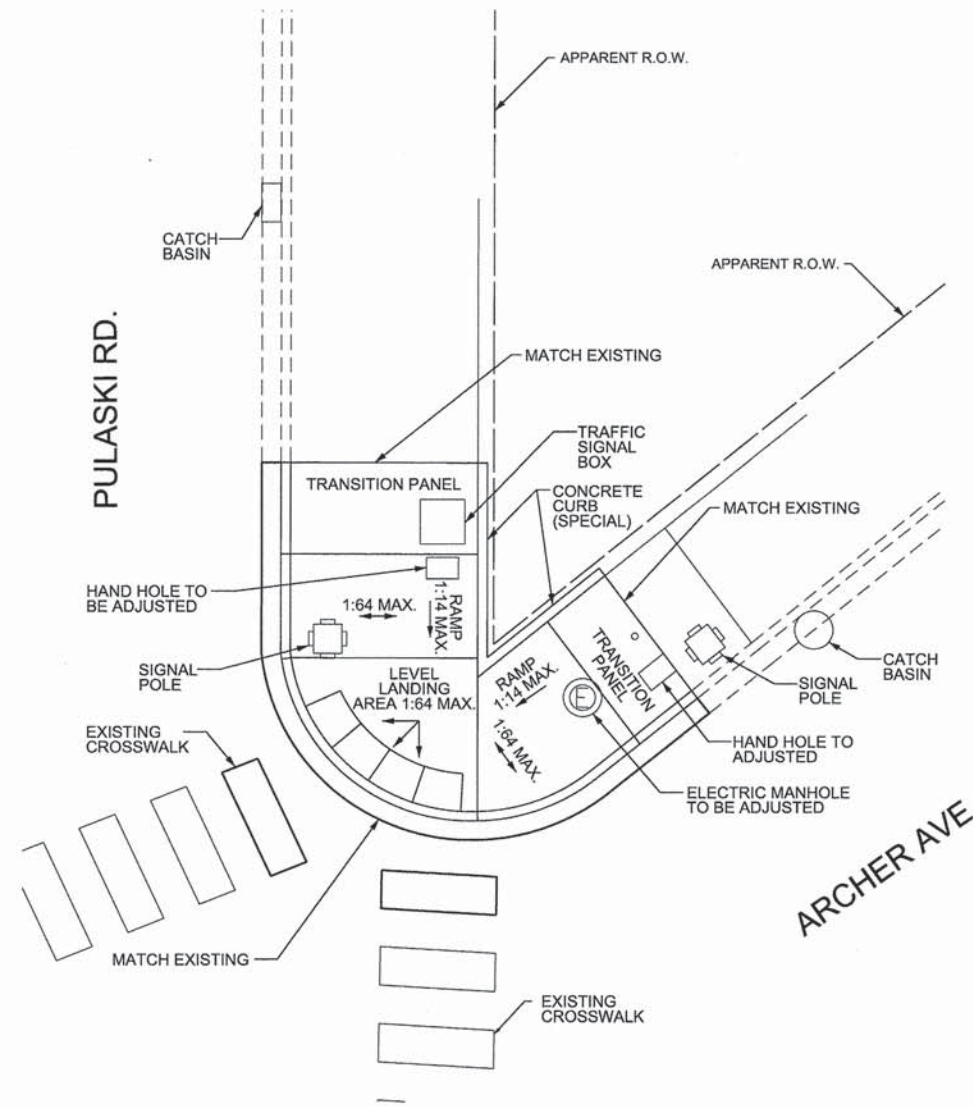 APPARENT R.O.W.
CATCH
BASIN
APPARENT R.O.W.
PULASKI RD.
MATCH EXISTING
TRAFFIC
SIGNAL
BOX
TRANSITION PANEL
CONCRETE
CURB
(SPECIAL)
MATCH EXISTING
HAND HOLE TO
BE ADJUSTED
1:64 MAX.
RAMP
1:14 MAX.
SIGNAL
POLE
LEVEL
LANDING
AREA 1:64 MAX.
RAMP
1:14 MAX.
1:64 MAX.
TRANSITION
PANEL
E
CATCH
BASIN
SIGNAL
POLE
EXISTING
CROSSWALK
HAND HOLE TO
ADJUSTED
ELECTRIC MANHOLE
TO BE ADJUSTED
ARCHER AVE
MATCH EXISTING
EXISTING
CROSSWALK